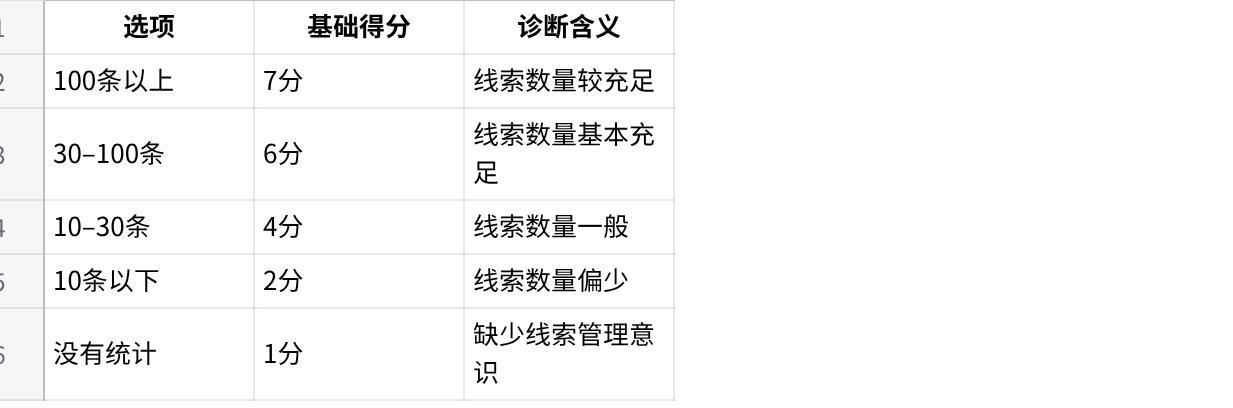 1 选项 基础得分 诊断含义
2 100条以上 7分 线索数量较充足
线索数量基本充
3 30–100条 6分
足
4 10–30条 4分 线索数量一般
5 10条以下 2分 线索数量偏少
缺少线索管理意
6 没有统计 1分
识